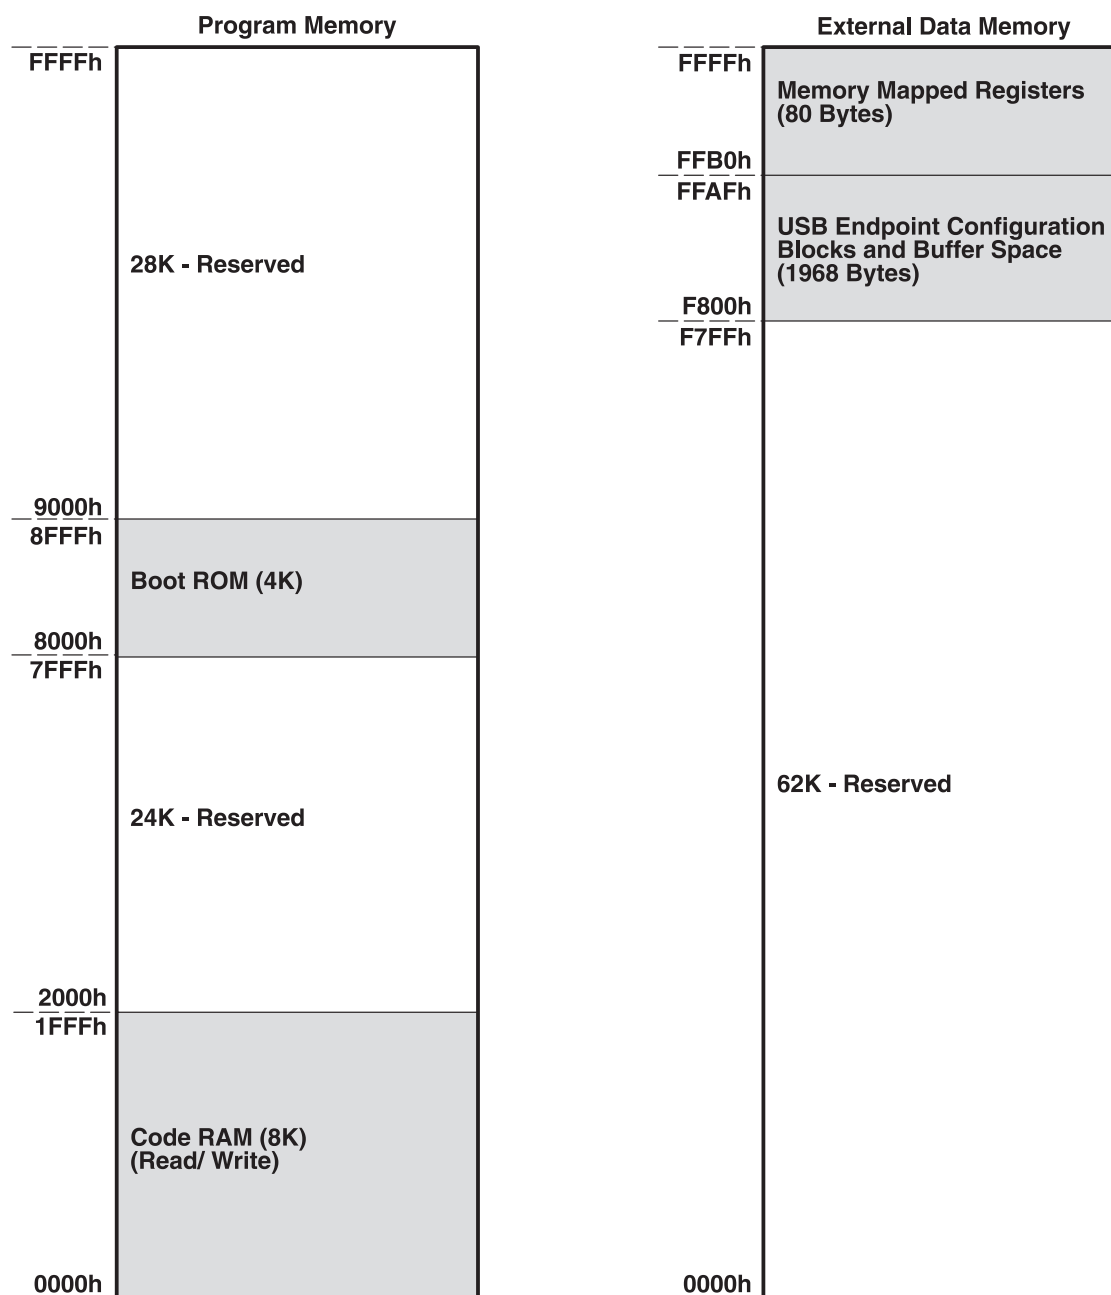 Program Memory
FFFFh
28K - Reserved
9000h
8FFFh
Boot ROM (4K)
8000h
7FFFh
24K - Reserved
2000h
1FFFh
Code RAM (8K)
(Read/ Write)
0000h
External Data Memory
FFFFh
Memory Mapped Registers
(80 Bytes)
FFB0h
FFAFh
USB Endpoint Configuration
Blocks and Buffer Space
(1968 Bytes)
F800h
F7FFh
62K - Reserved
0000h